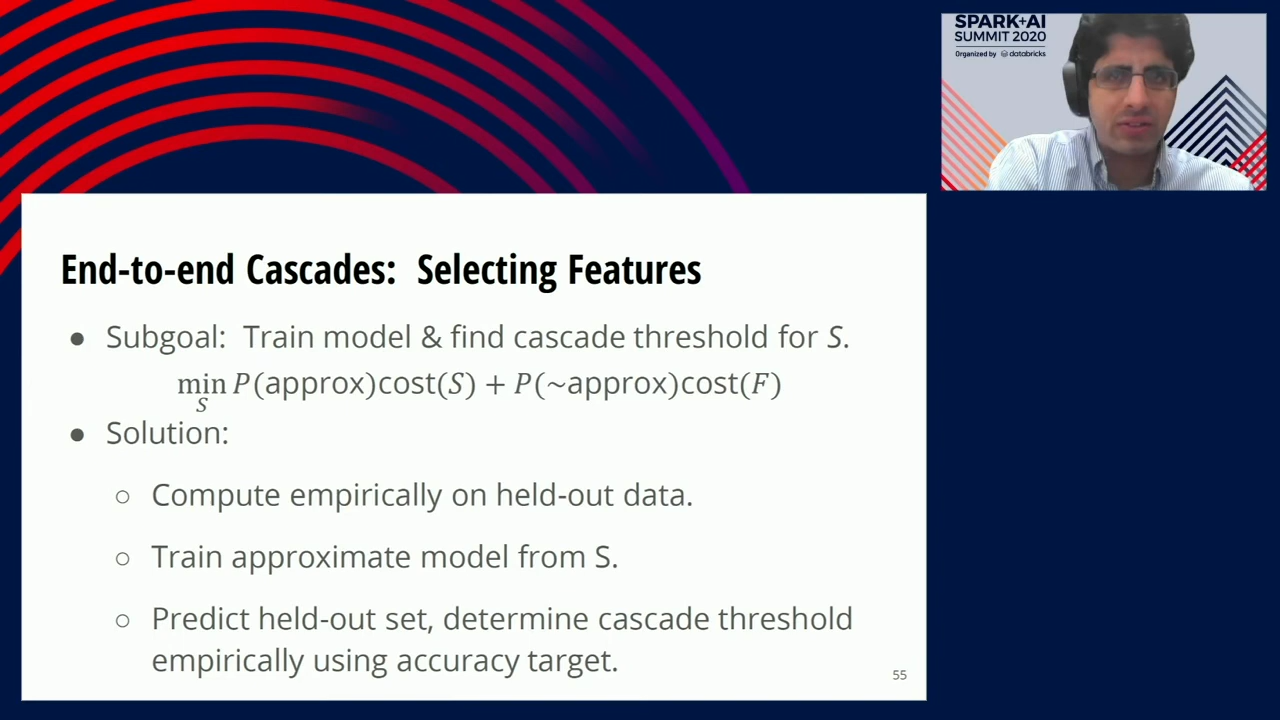 SPARK+AI
SUMMIT 2020
Organized by databricks
End-to-end Cascades: Selecting Features
● Subgoal: Train model & find cascade threshold for S.
min P(approx)cost(S) + P(~approx)cost(F)
S
● Solution:
○ Compute empirically on held-out data.
○ Train approximate model from S.
○ Predict held-out set, determine cascade threshold
empirically using accuracy target.
55